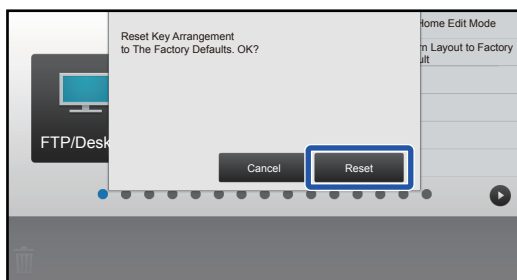 Reset Key Arrangement
to The Factory Defaults. OK?
Home Edit Mode
Layout to Factory
FTP/Desk
Cancel
Reset